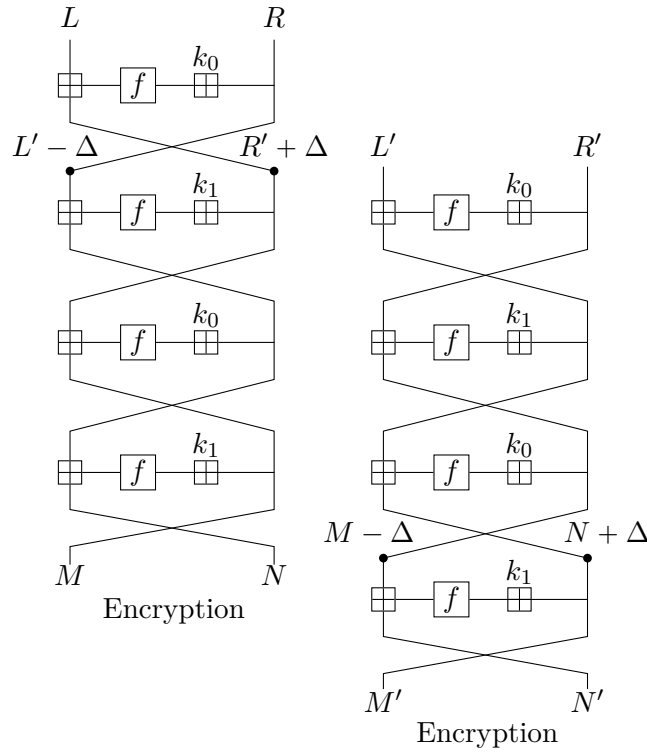 L R
k₀
f
L′ − Δ R′ + Δ
k₁
f
k₀
f
k₁
f
M N
Encryption
L′ R′
k₀
f
k₁
f
k₀
f
M − Δ N + Δ
k₁
f
M′ N′
Encryption